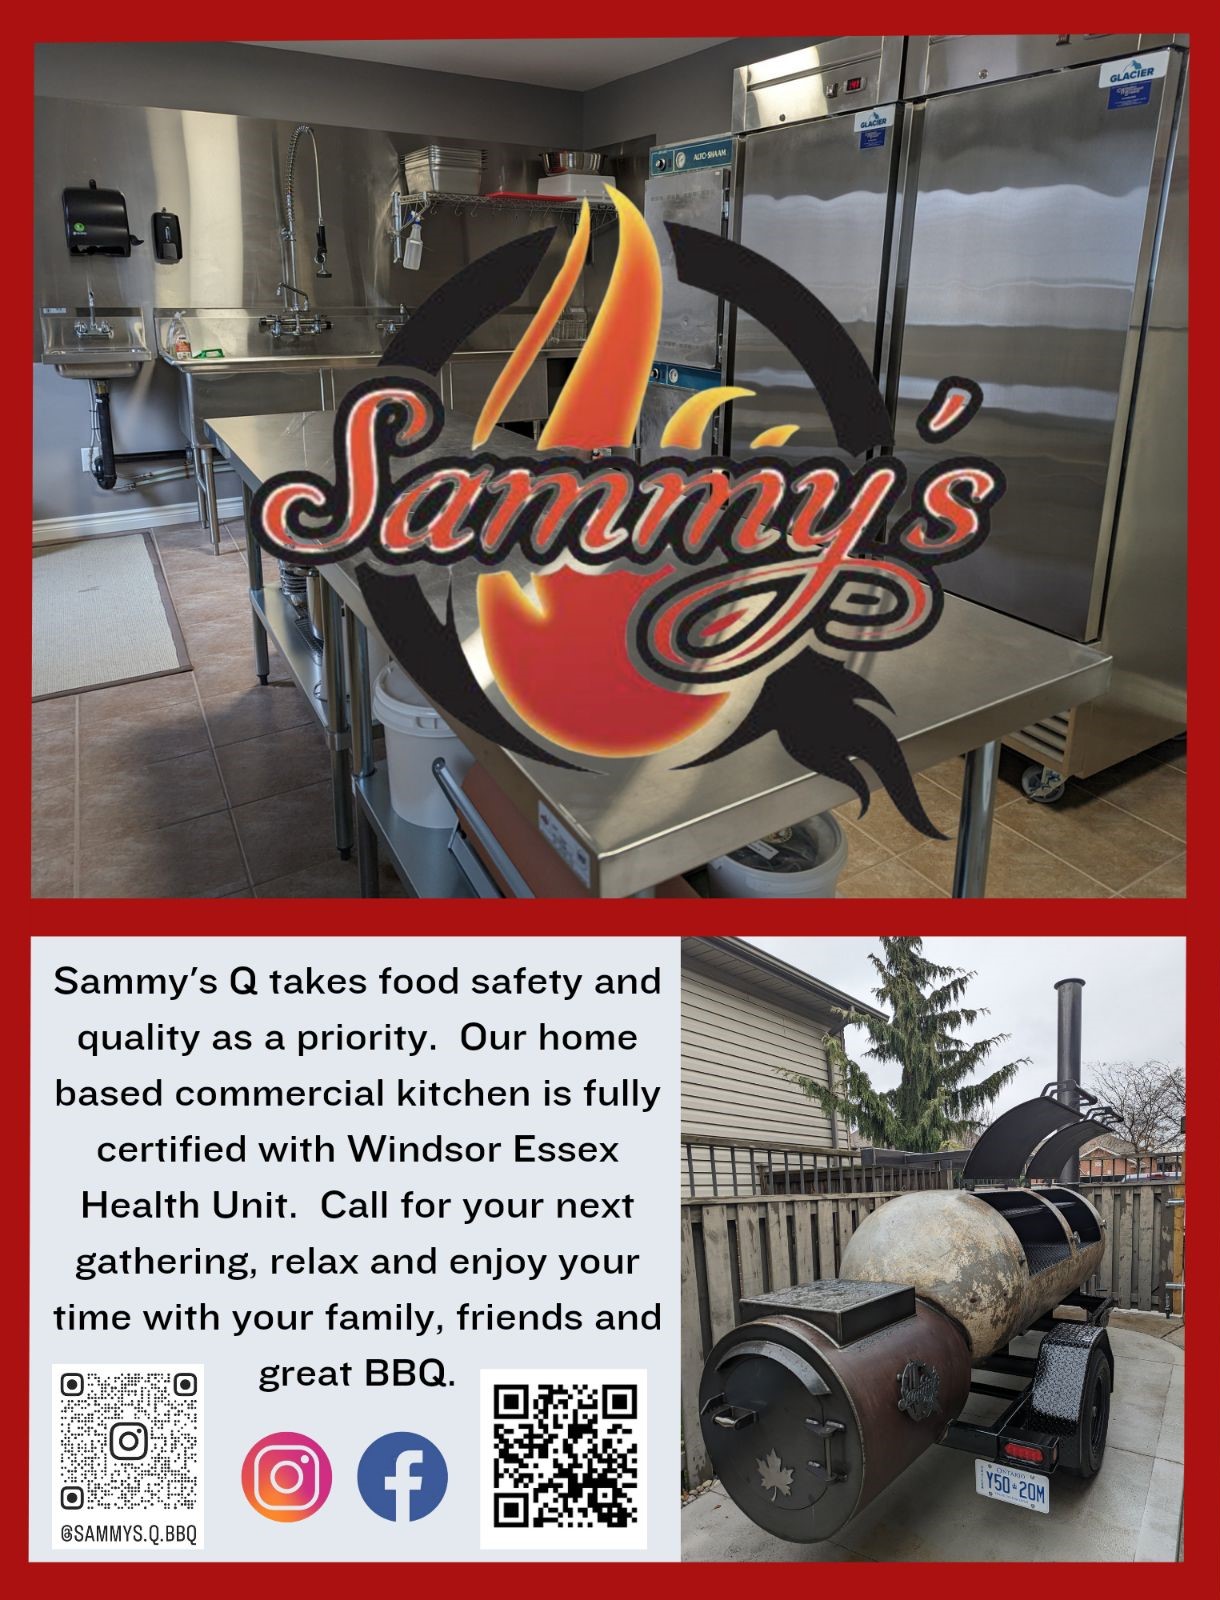 GLACIER
GLACIER
ALTO-SHAAM
Sammy's
Sammy's Q takes food safety and
quality as a priority.  Our home
based commercial kitchen is fully
certified with Windsor Essex
Health Unit.  Call for your next
gathering, relax and enjoy your
time with your family, friends and
great BBQ.
@SAMMYS.Q.BBQ
ONTARIO
Y50 20M